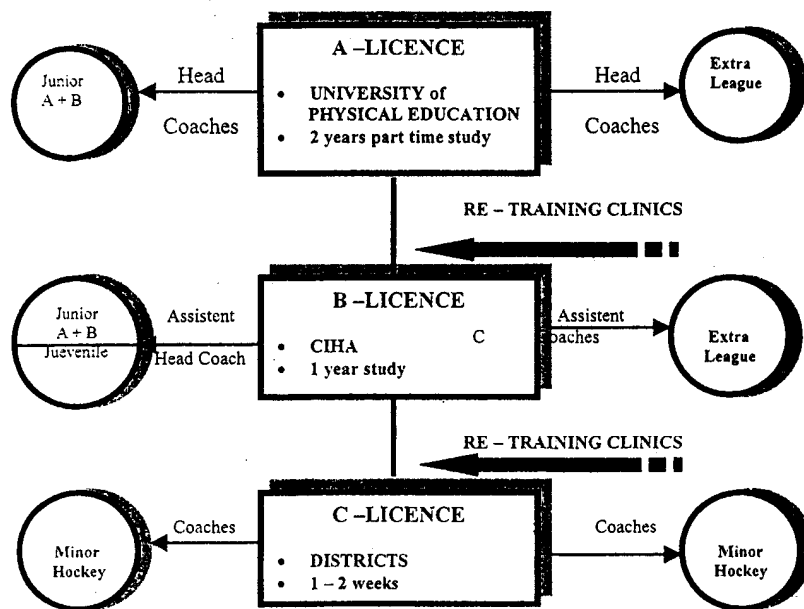 A –LICENCE
Junior
A + B
Head
Coaches
• UNIVERSITY of
PHYSICAL EDUCATION
• 2 years part time study
Head
Coaches
Extra
League
RE – TRAINING CLINICS
B –LICENCE
Junior
A + B
Juevenile
Assistent
Head Coach
• CIHA
• 1 year study
Assistent
Coaches
Extra
League
RE – TRAINING CLINICS
C –LICENCE
Minor
Hockey
Coaches
• DISTRICTS
• 1 – 2 weeks
Coaches
Minor
Hockey